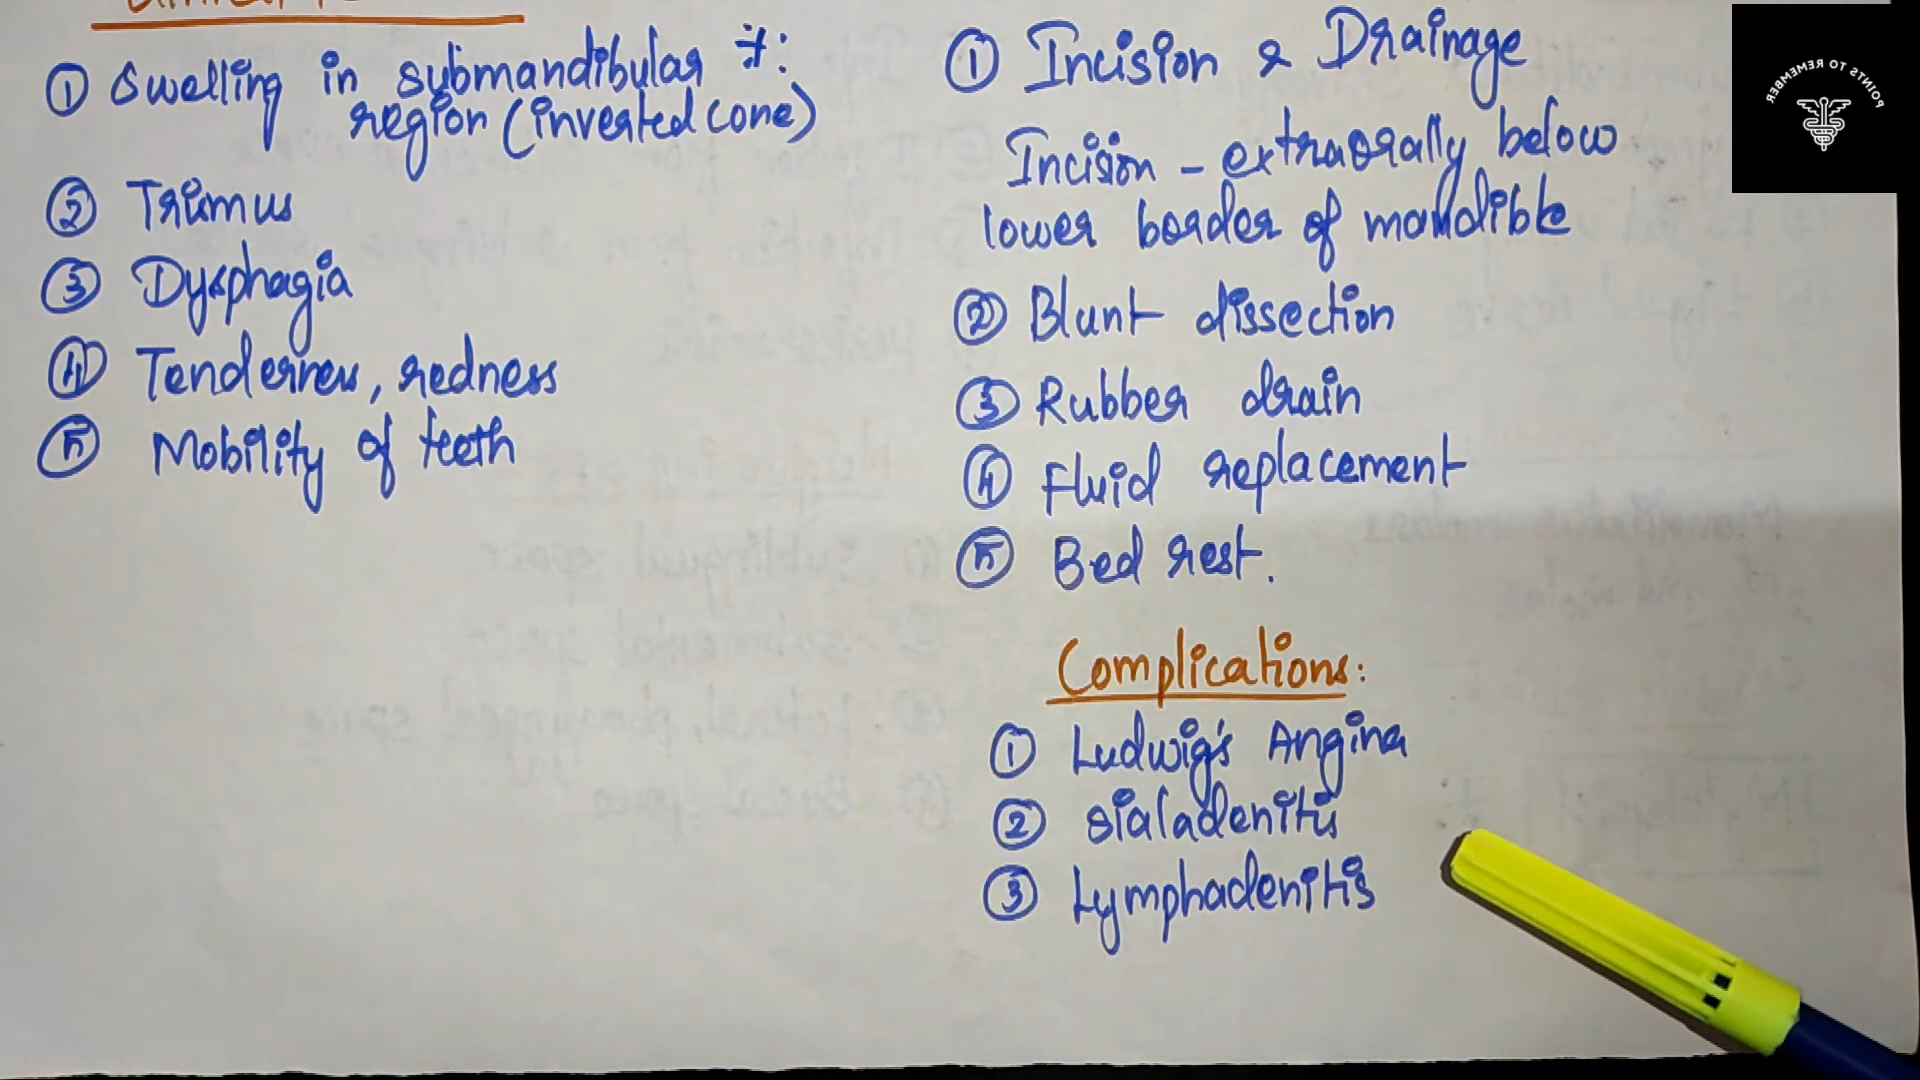 ① Swelling in submandibular
region (inverted cone)
② Trismus
③ Dysphagia
④ Tenderness, redness
⑤ Mobility of teeth
① Incision & Drainage
Incision - extraorally below
lower border of mandible
② Blunt dissection
③ Rubber drain
④ Fluid replacement
⑤ Bed rest.
Complications:
① Ludwig's Angina
② Sialadenitis
③ Lymphadenitis
POINTS TO REMEMBER